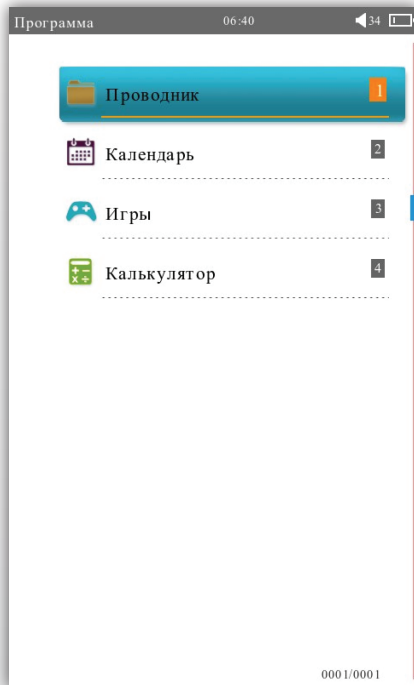 Программа 06:40 34
Проводник 1
Календарь 2
Игры 3
Калькулятор 4
0001/0001